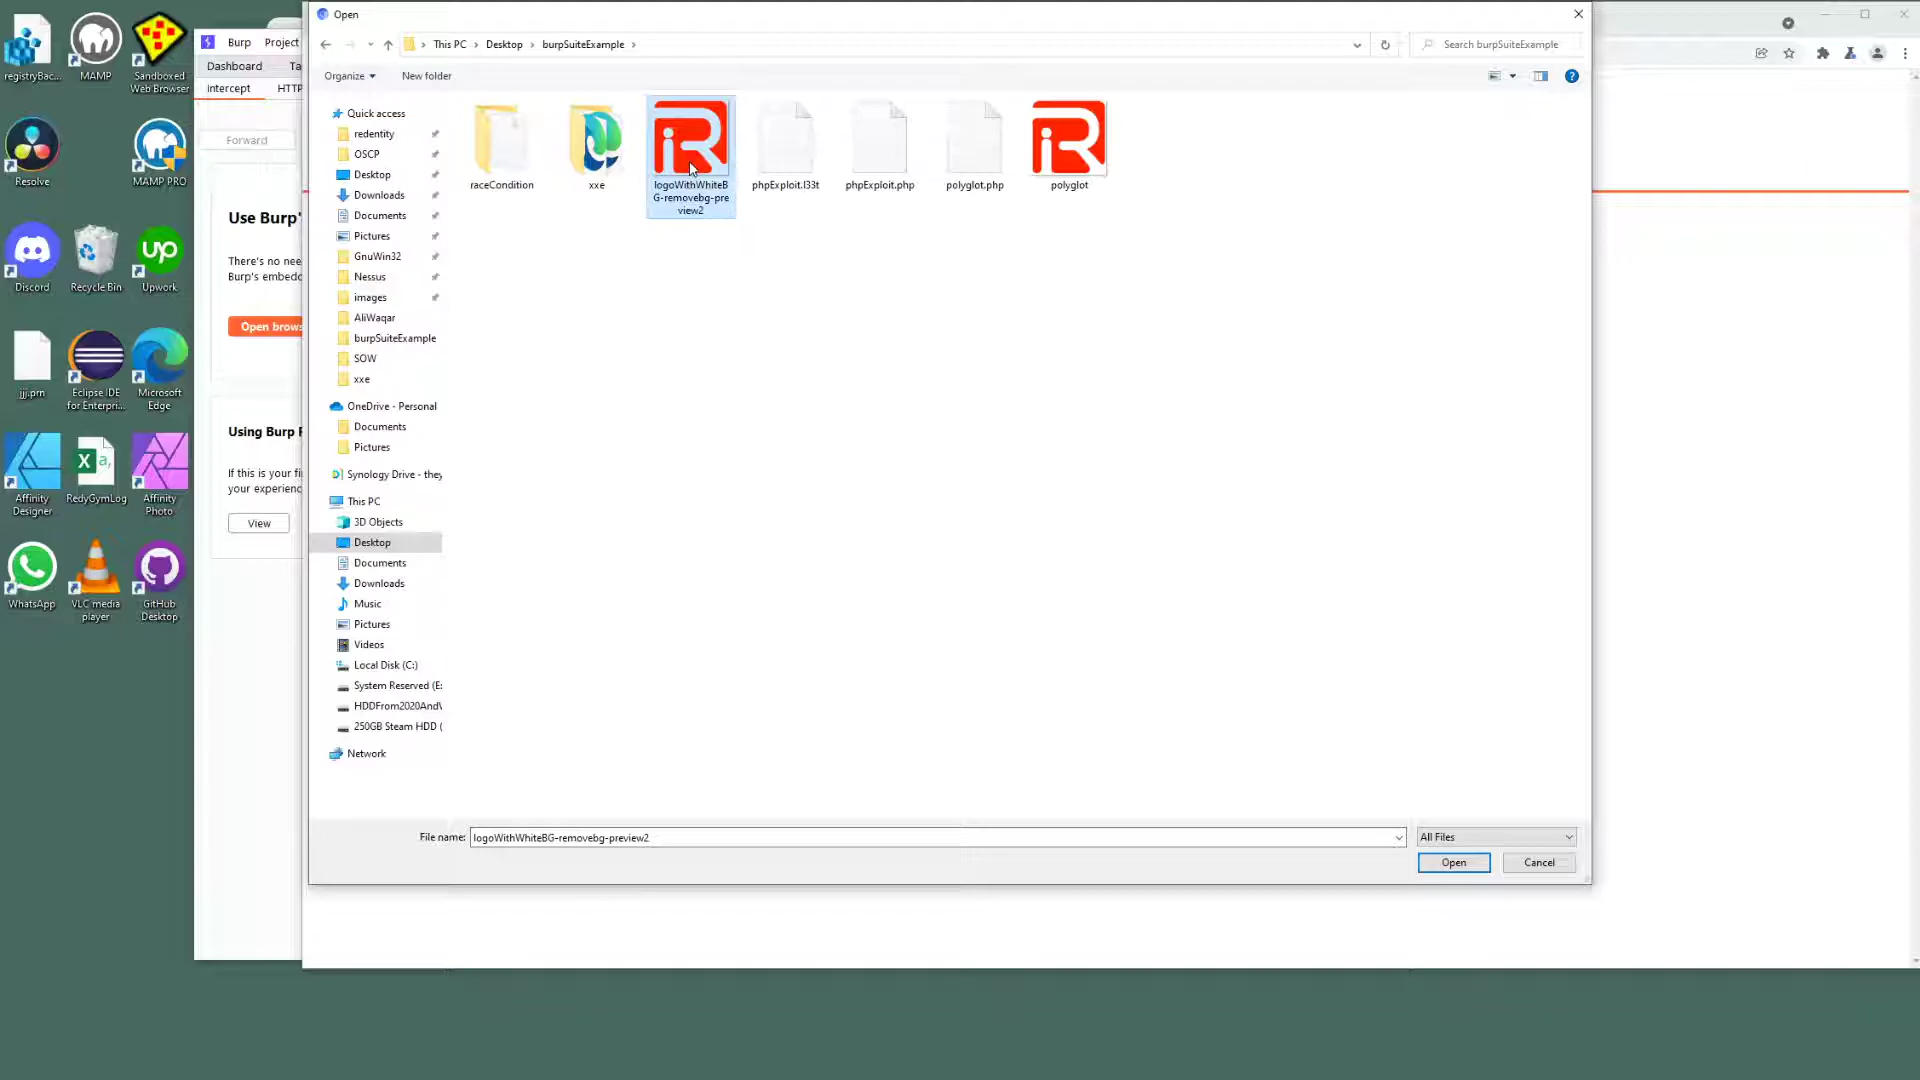 registryBac...
MAMP
Sandboxed
Web Browser
Resolve
MAMP PRO
Discord
Recycle Bin
up
Upwork
jjj.prn
Eclipse IDE
for Enterpri...
Microsoft
Edge
Affinity
Designer
X a,
RedyGymLog
Affinity
Photo
WhatsApp
VLC media
player
GitHub
Desktop
Burp Project
Dashboard Ta
Intercept HTTP
Forward
Use Burp'
There's no nee
Burp's embedd
Open brows
Using Burp
If this is your fi
your experienc
View
Open
This PC
Desktop
burpSuiteExample
Search burpSuiteExample
Organize
New folder
Quick access
redentity
OSCP
Desktop
Downloads
Documents
Pictures
GnuWin32
Nessus
images
AliWaqar
burpSuiteExample
SOW
xxe
OneDrive - Personal
Documents
Pictures
Synology Drive - they
This PC
3D Objects
Desktop
Documents
Downloads
Music
Pictures
Videos
Local Disk (C:)
System Reserved (E:
HDDFrom2020And
250GB Steam HDD (
Network
raceCondition
xxe
iR
logoWithWhiteB
G-removebg-pre
view2
phpExploit.l33t
phpExploit.php
polyglot.php
iR
polyglot
File name:
logoWithWhiteBG-removebg-preview2
All Files
Open
Cancel